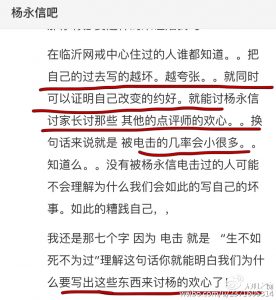 杨永信吧
在临沂网戒中心住过的人谁都知道。。把
自己的过去写的越坏。越夸张。。就同时
可以证明自己改变的约好。就能讨杨永信
讨家长讨那些 其他的点评师的欢心。。换
句话来说就是 被电击的几率会小很多。。
知道么。。没有被杨永信电击过的人可能
不会理解为什么我们会如此的写自己的坏
事。如此的糟践自己，，
我还是那七个字 因为 电击 就是 “生不如
死不为过”理解这句话你就能明白我们为什
么要写出这些东西来讨杨的欢心了!